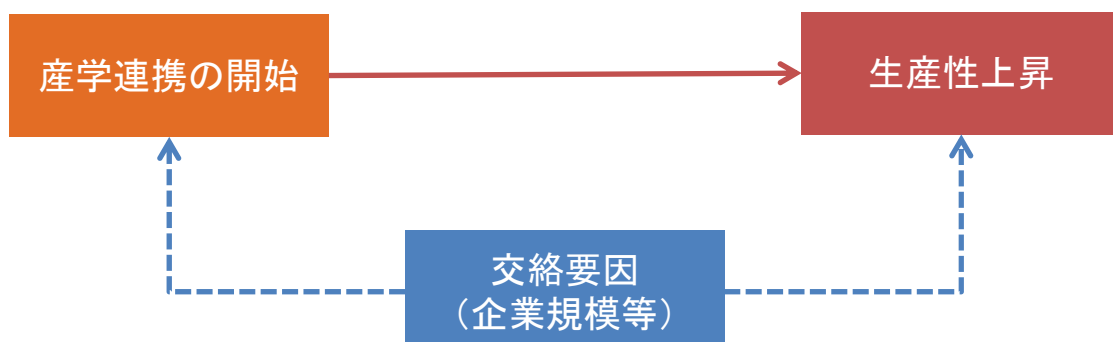 産学連携の開始
生産性上昇
交絡要因
（企業規模等）